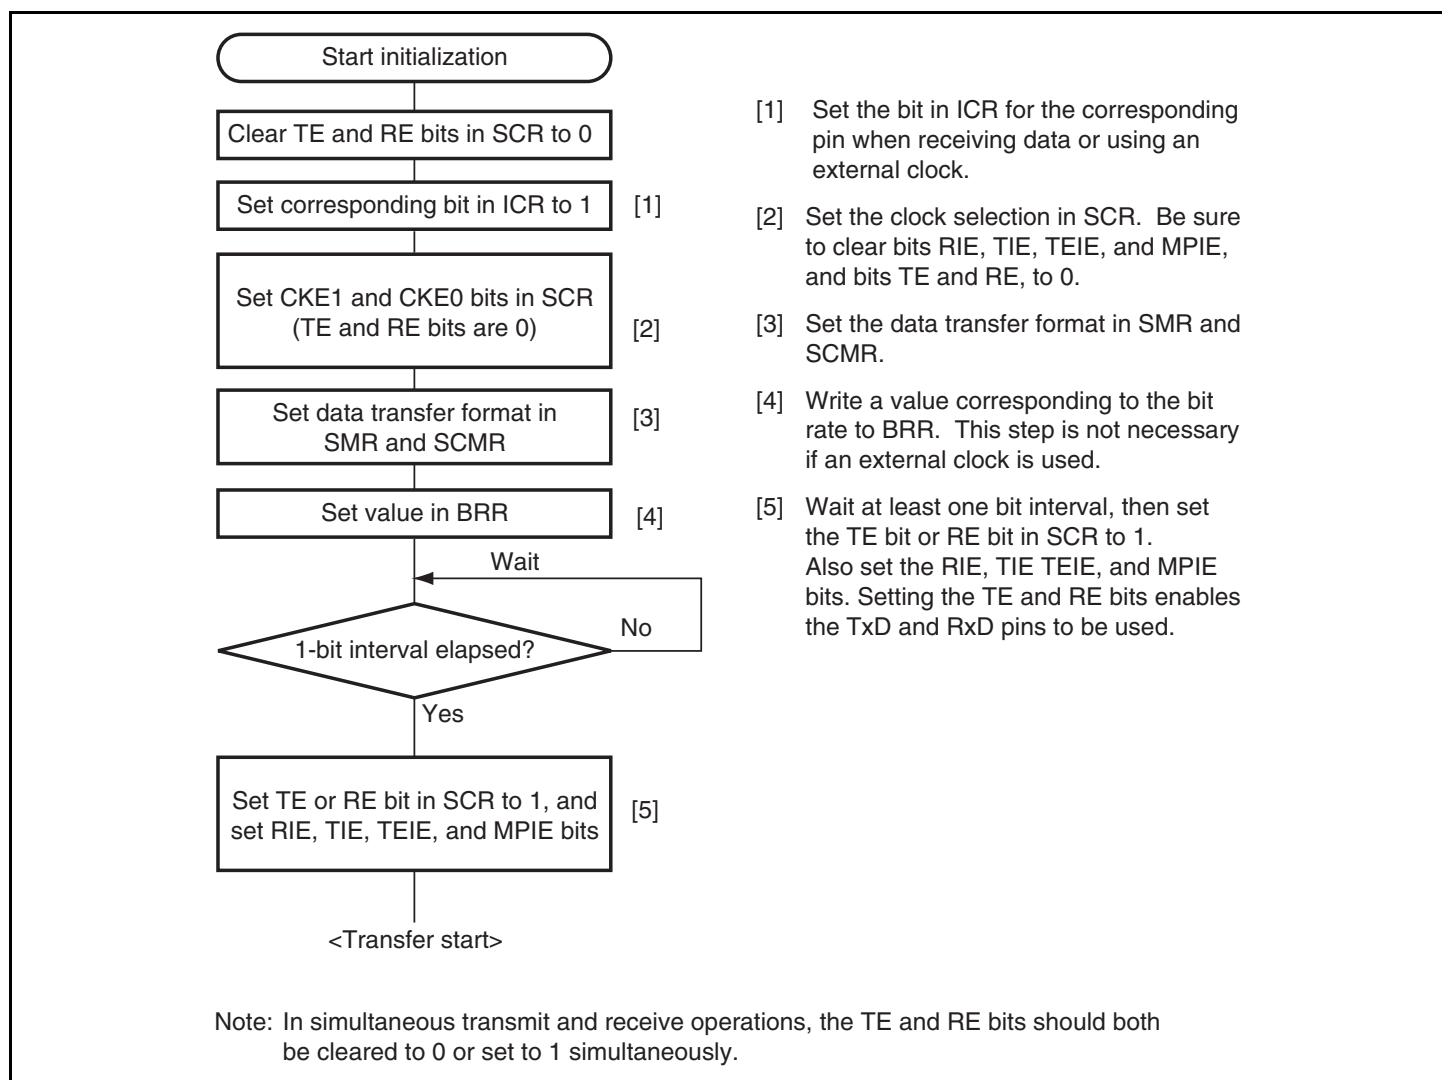 Start initialization
Clear TE and RE bits in SCR to 0
Set corresponding bit in ICR to 1
[1]
Set CKE1 and CKE0 bits in SCR
(TE and RE bits are 0)
[2]
Set data transfer format in
SMR and SCMR
[3]
Set value in BRR
[4]
Wait
No
1-bit interval elapsed?
Yes
Set TE or RE bit in SCR to 1, and
set RIE, TIE, TEIE, and MPIE bits
[5]
<Transfer start>
[1] Set the bit in ICR for the corresponding
pin when receiving data or using an
external clock.
[2] Set the clock selection in SCR. Be sure
to clear bits RIE, TIE, TEIE, and MPIE,
and bits TE and RE, to 0.
[3] Set the data transfer format in SMR and
SCMR.
[4] Write a value corresponding to the bit
rate to BRR. This step is not necessary
if an external clock is used.
[5] Wait at least one bit interval, then set
the TE bit or RE bit in SCR to 1.
Also set the RIE, TIE TEIE, and MPIE
bits. Setting the TE and RE bits enables
the TxD and RxD pins to be used.
Note: In simultaneous transmit and receive operations, the TE and RE bits should both
be cleared to 0 or set to 1 simultaneously.